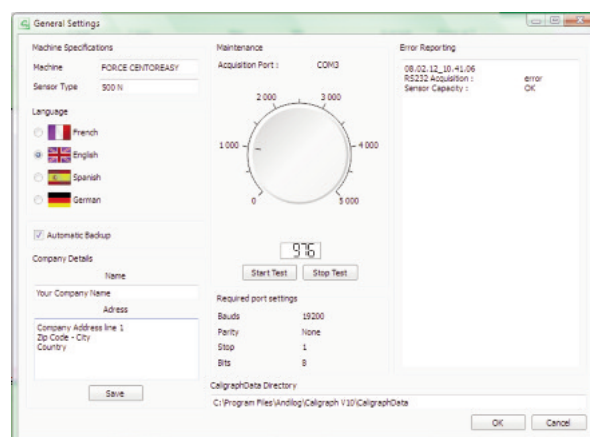 General Settings
Machine Specifications
Machine FORCE CENTOREASY
Sensor Type 500 N
Language
French
English
Spanish
German
Automatic Backup
Company Details
Name
Your Company Name
Adress
Company Address line 1
Zip Code - City
Country
Save
Maintenance
Acquisition Port : COM3
2 000 3 000
1 000 4 000
0 5 000
976
Start Test Stop Test
Required port settings
Bauds 19200
Parity None
Stop 1
Bits 8
Error Reporting
08.02.12_10.41.06
RS232 Acquisition : error
Sensor Capacity : OK
CaligraphData Directory
C:\Program Files\Andilog\Caligraph V10\CaligraphData
OK Cancel